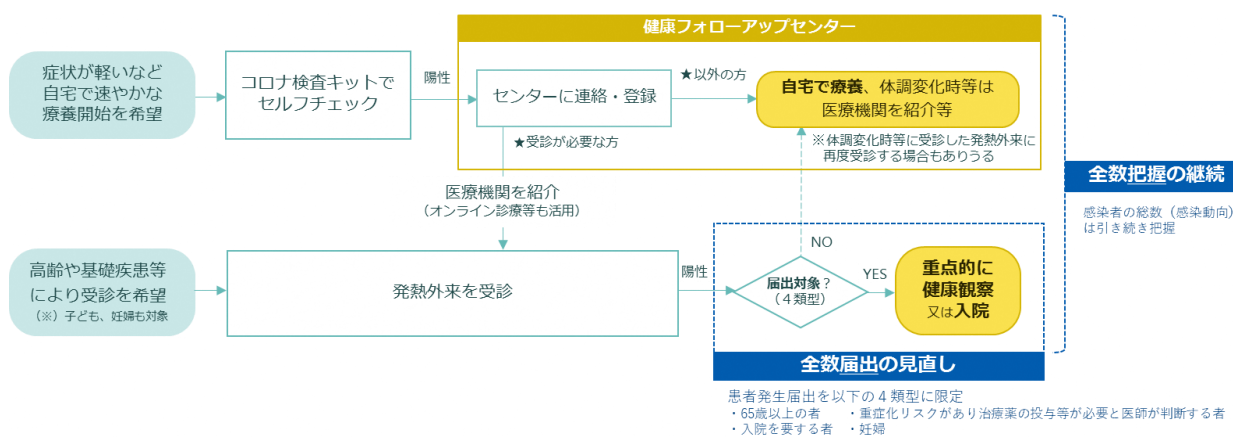 健康フォローアップセンター
症状が軽いなど
自宅で速やかな
療養開始を希望
コロナ検査キットで
セルフチェック
陽性
センターに連絡・登録
★以外の方
自宅で療養、体調変化時等は
医療機関を紹介等
★受診が必要な方
※体調変化時等に受診した発熱外来に
再度受診する場合もありうる
医療機関を紹介
(オンライン診療等も活用)
全数把握の継続
感染者の総数(感染動向)
は引き続き把握
高齢や基礎疾患等
により受診を希望
(※)子ども、妊婦も対象
発熱外来を受診
陽性
届出対象?
(4類型)
NO
YES
重点的に
健康観察
又は入院
全数届出の見直し
患者発生届出を以下の4類型に限定
・65歳以上の者 ・重症化リスクがあり治療薬の投与等が必要と医師が判断する者
・入院を要する者 ・妊婦